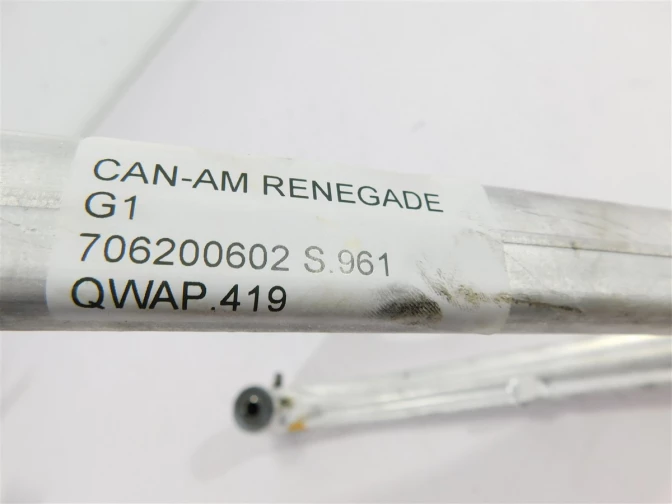 CAN-AM RENEGADE
G1
706200602 S.961
QWAP.419